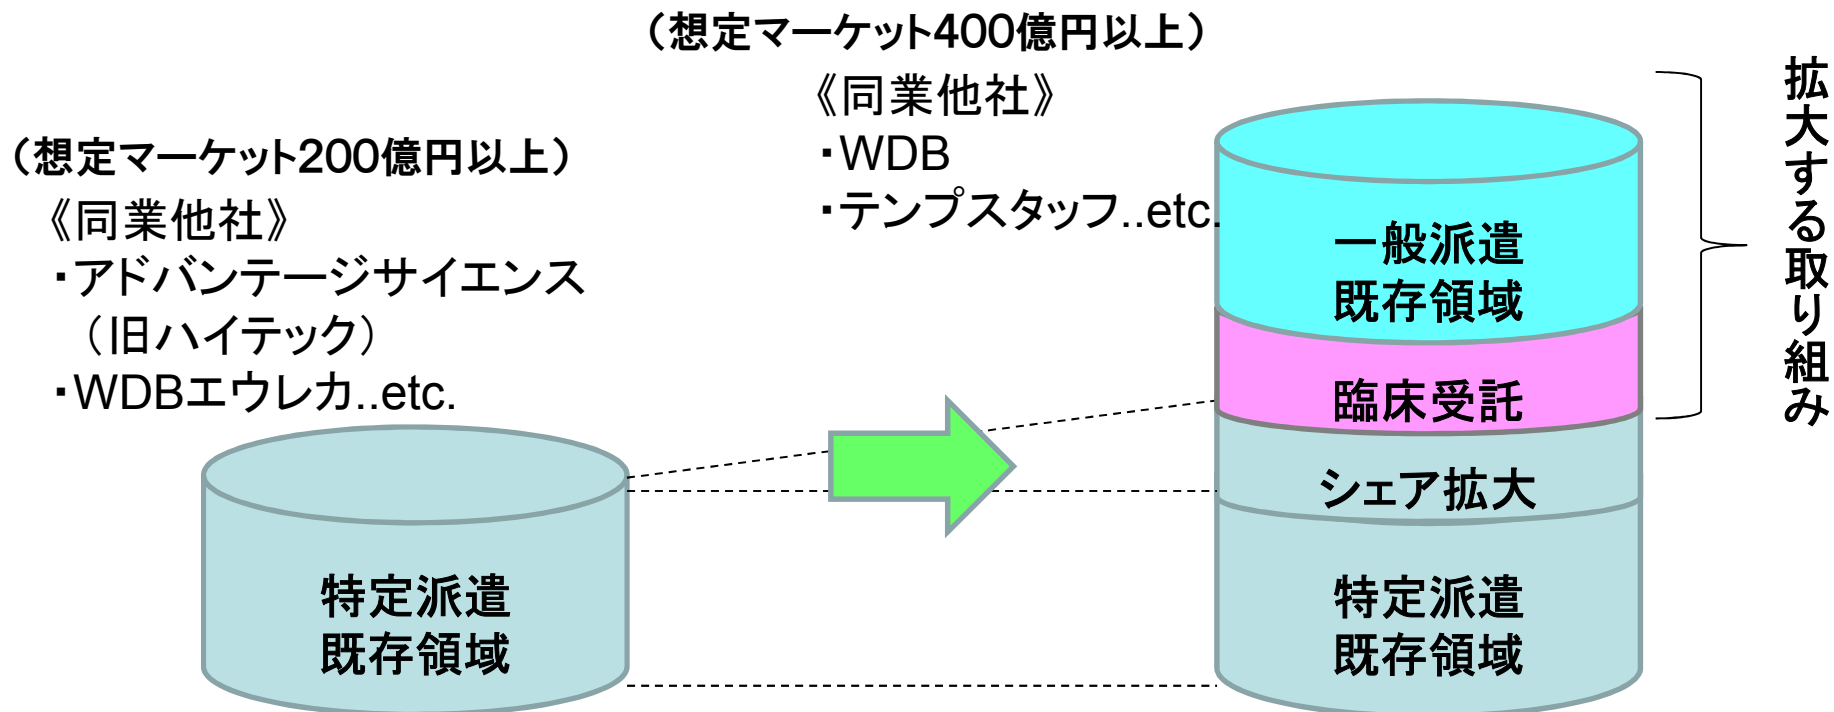 （想定マーケット400億円以上）
《同業他社》
・WDB
・テンプスタッフ..etc.
（想定マーケット200億円以上）
《同業他社》
・アドバンテージサイエンス
（旧ハイテック）
・WDBエウレカ..etc.
特定派遣
既存領域
一般派遣
既存領域
臨床受託
シェア拡大
特定派遣
既存領域
拡大する取り組み